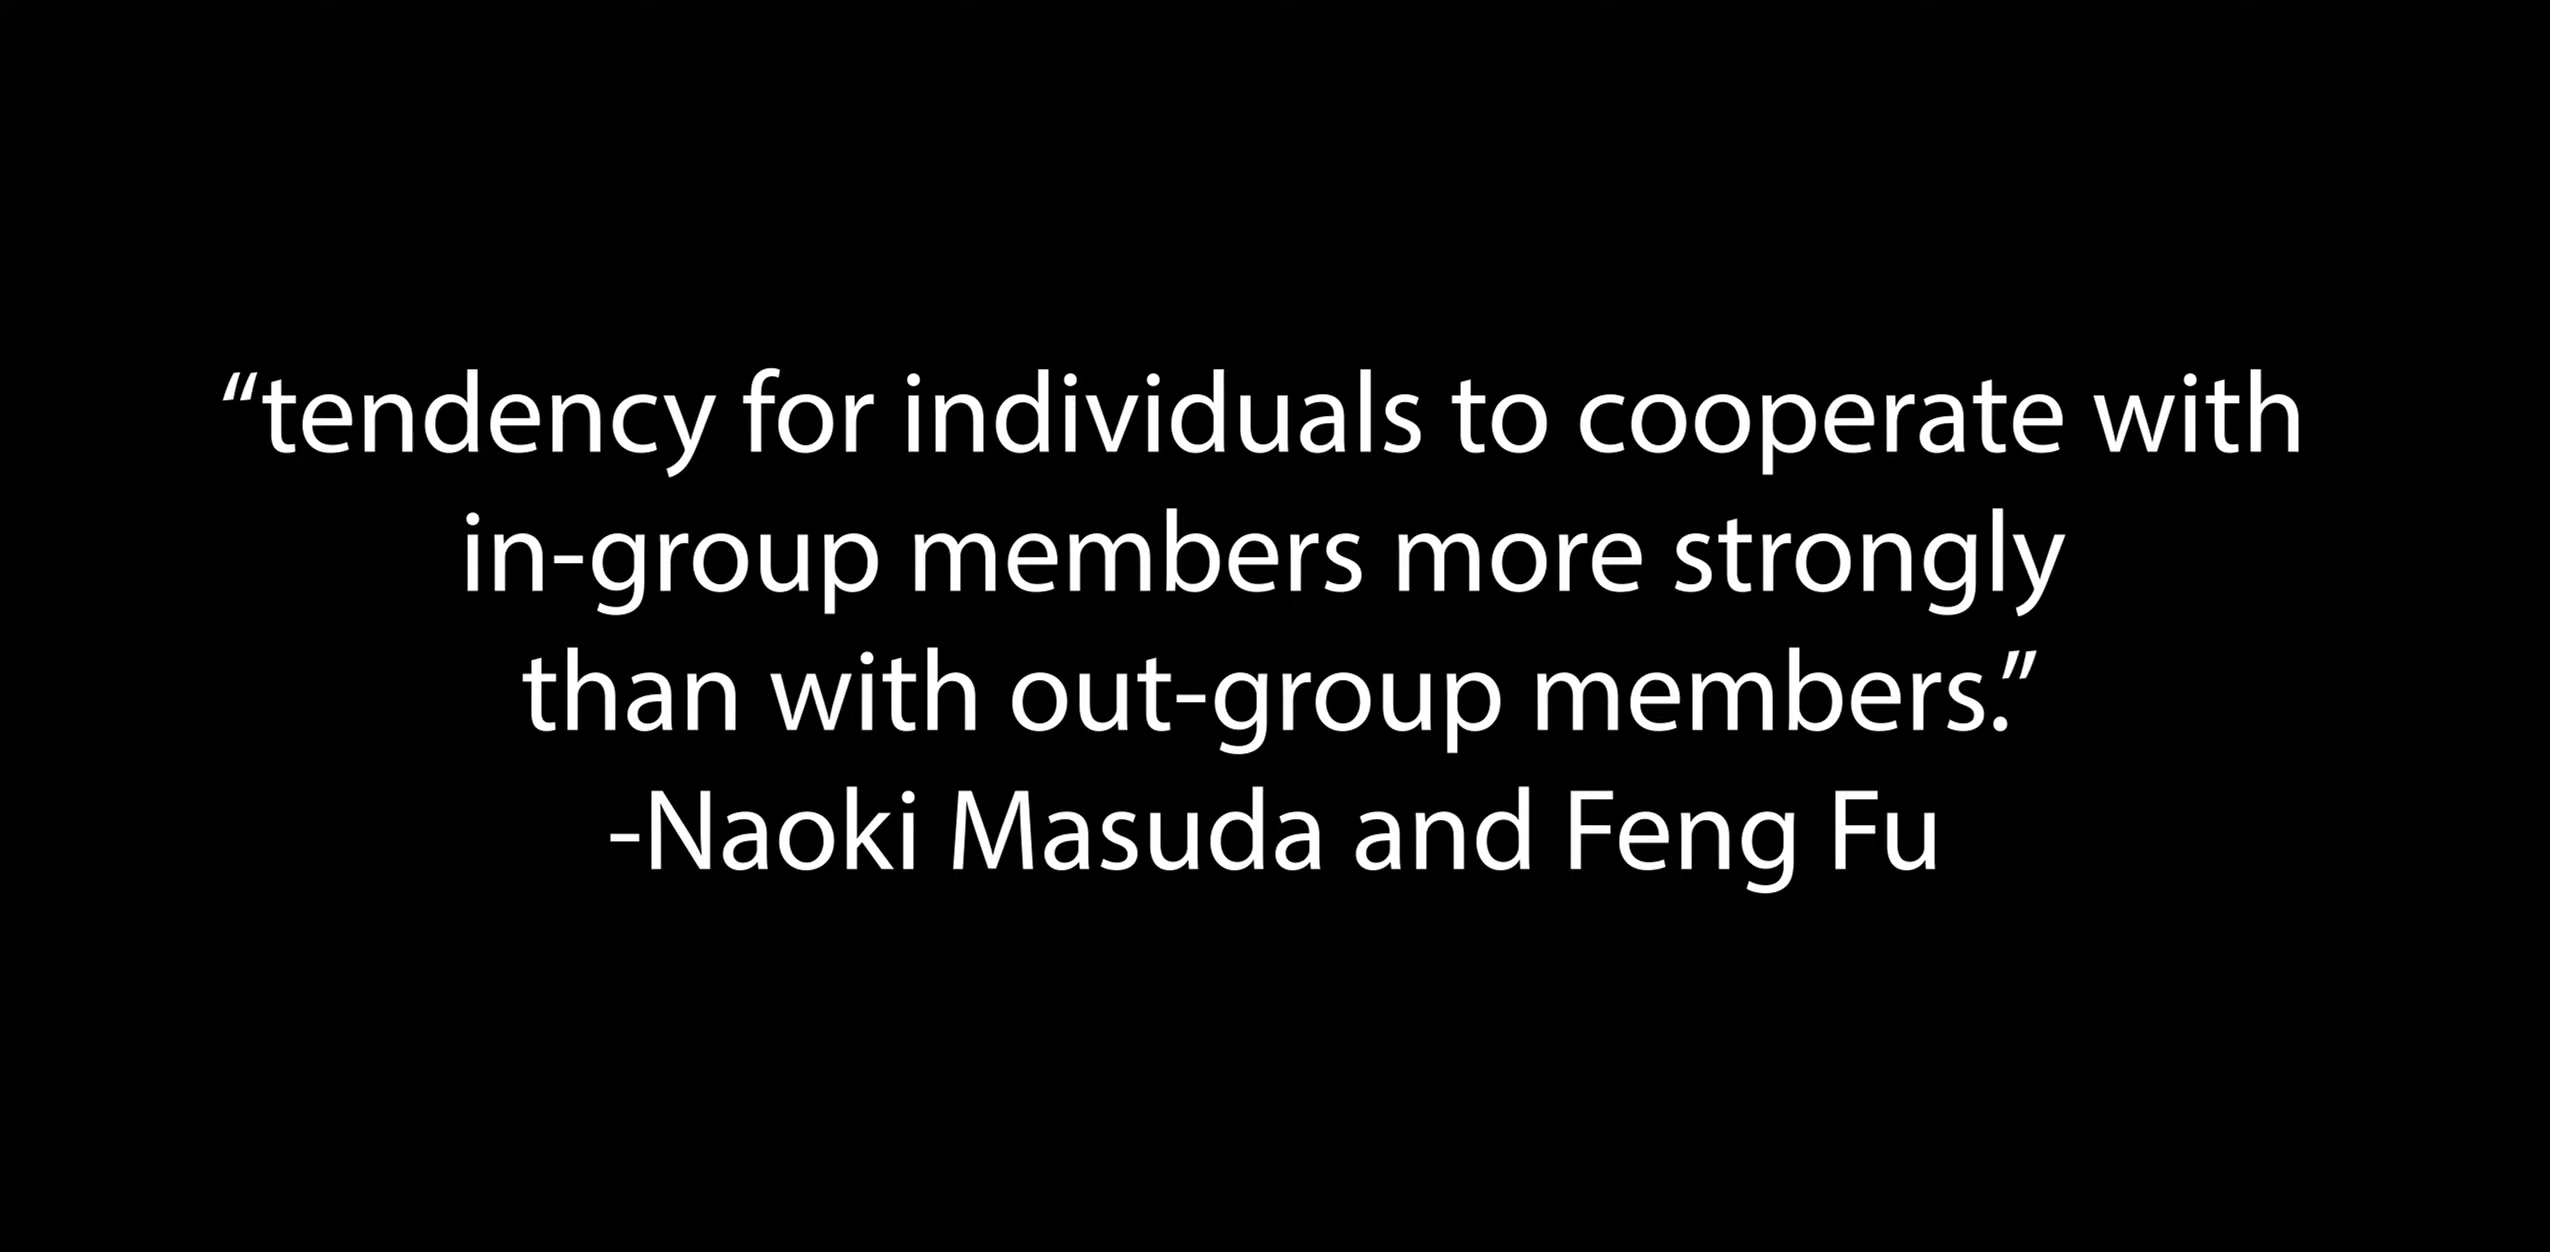 “tendency for individuals to cooperate with
in-group members more strongly
than with out-group members.”
-Naoki Masuda and Feng Fu